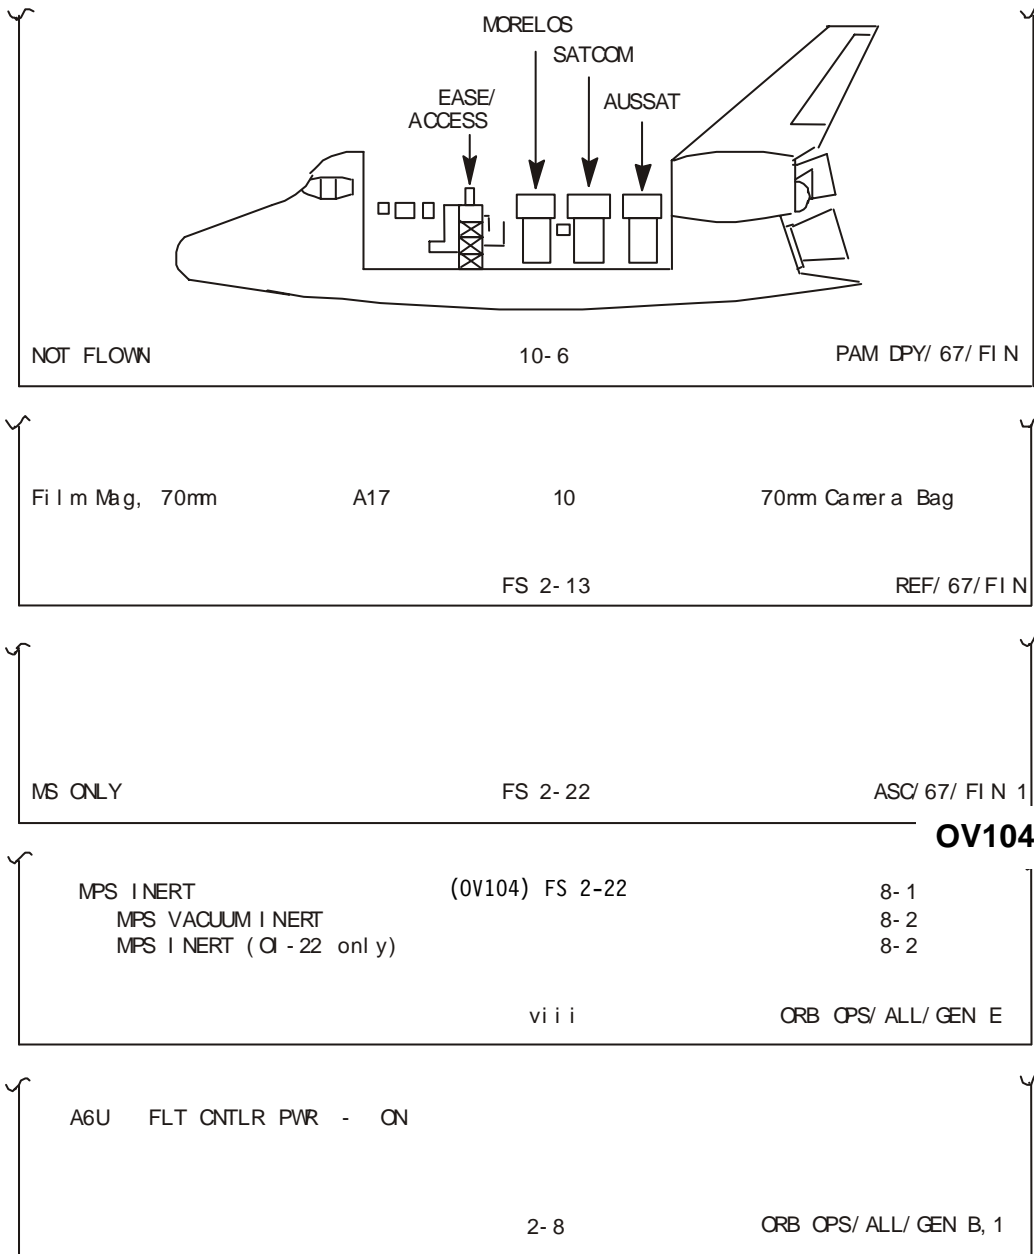 MORELOS
SATCOM
EASE/
ACCESS
AUSSAT
NOT FLOWN 10-6 PAM DPY/67/FIN
Film Mag, 70mm A17 10 70mm Camera Bag
FS 2-13 REF/67/FIN
MS ONLY FS 2-22 ASC/67/FIN 1
OV104
MPS INERT (OV104) FS 2-22 8-1
MPS VACUUM INERT 8-2
MPS INERT (OI-22 only) 8-2
viii ORB OPS/ALL/GEN E
A6U FLT CNTLR PWR - ON
2-8 ORB OPS/ALL/GEN B,1